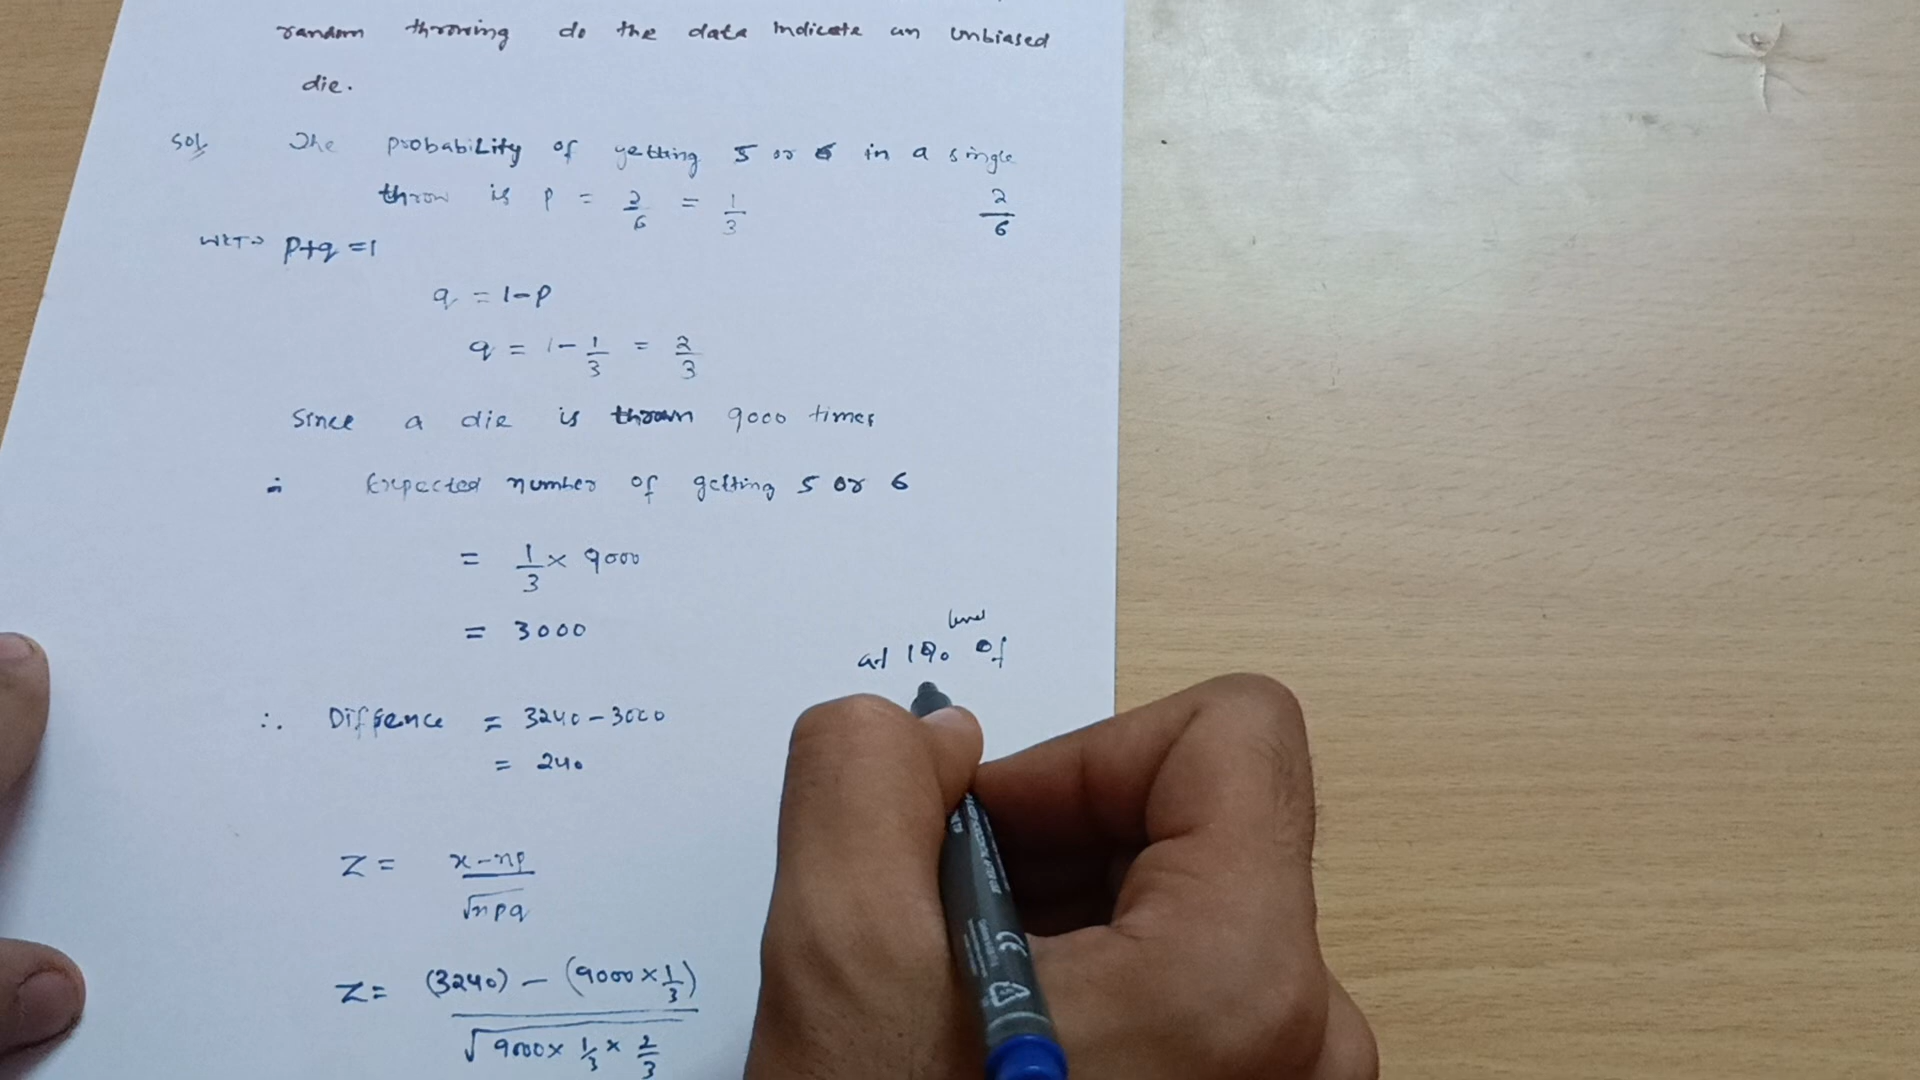 random throwing do the data indicate an unbiased
die.
Sol The probability of getting 5 or 6 in a single
throw is P = 2/6 = 1/3
2/6
WKT→ p+q =1
q = 1-p
q = 1-1/3 = 2/3
Since a die is thrown 9000 times
∴ Expected number of getting 5 or 6
= 1/3 × 9000
= 3000
level
at 1% of
∴ Diffence = 3240-3000
= 240
Z = x-np/√npq
Z = (3240) - (9000×1/3)/√9000× 1/3 × 2/3
CE